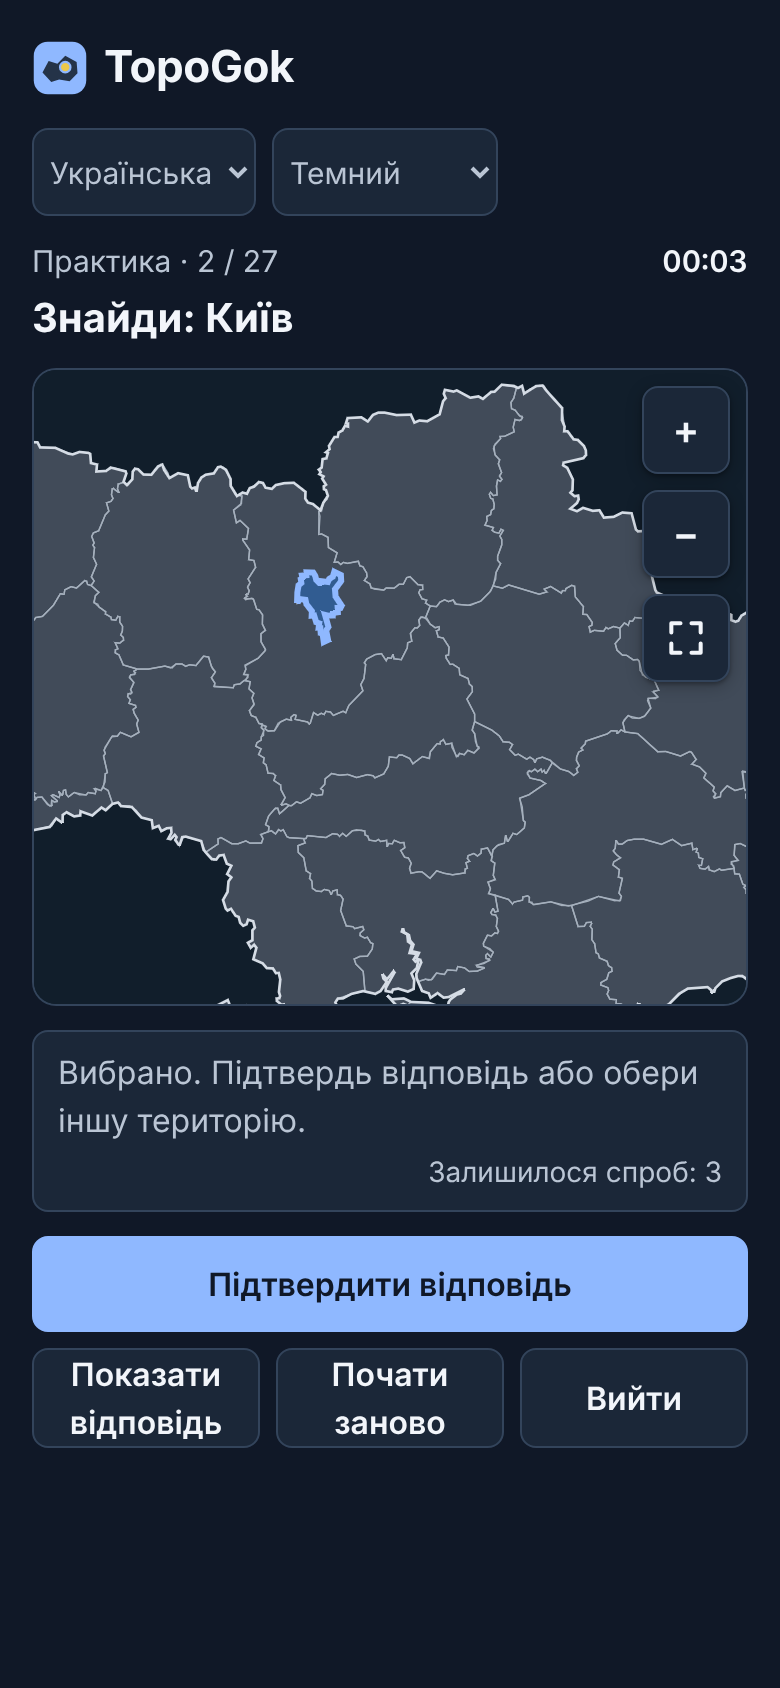 TopoGok
Українська
Темний
Практика · 2 / 27
00:03
Знайди: Київ
+
−
Вибрано. Підтвердь відповідь або обери
іншу територію.
Залишилося спроб: 3
Підтвердити відповідь
Показати
відповідь
Почати
заново
Вийти